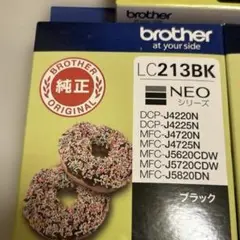 brother
at your side
LC213BK
BROTHER
純正
ORIGINAL
NEO
シリーズ
DCP-J4220N
DCP-J4225N
MFC-J4720N
MFC-J4725N
MFC-J5620CDW
MFC-J5720CDW
MFC-J5820DN
ブラック